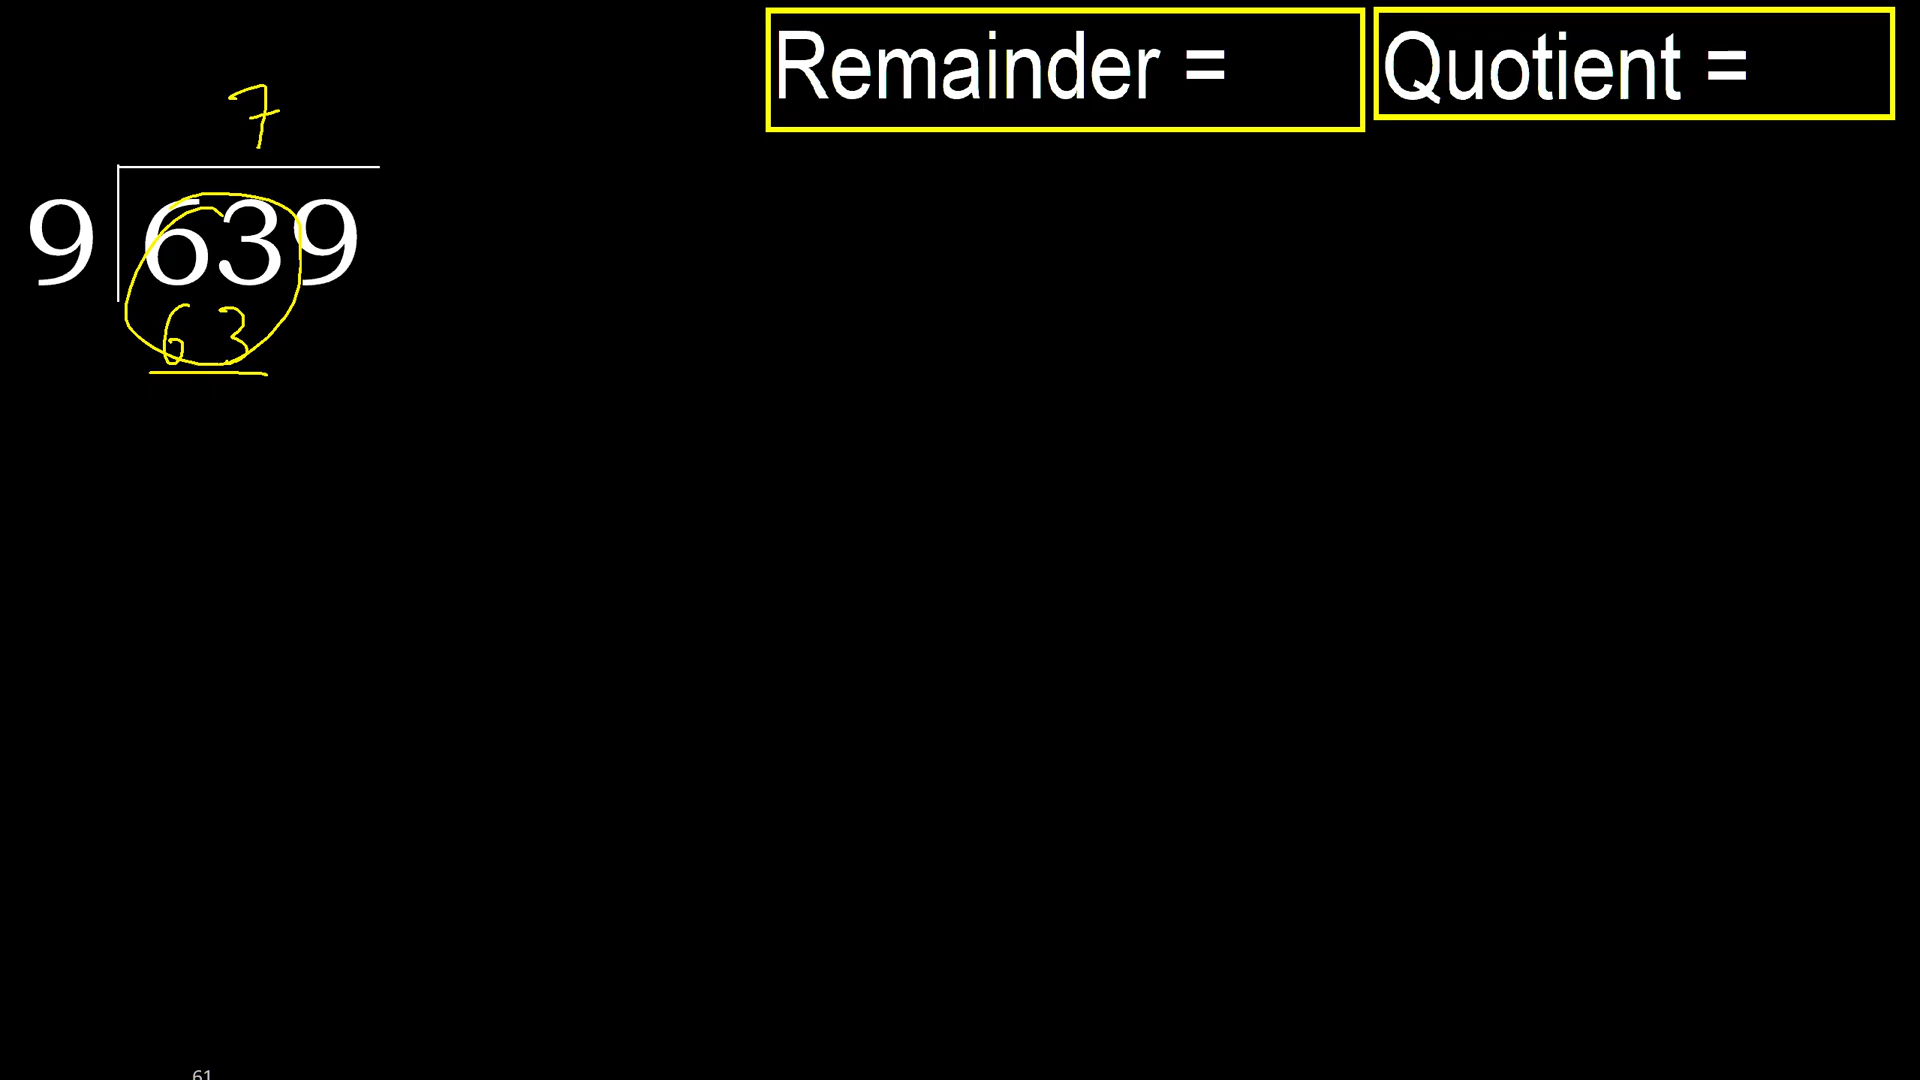 Remainder =
Quotient =
7
9 639
63
61